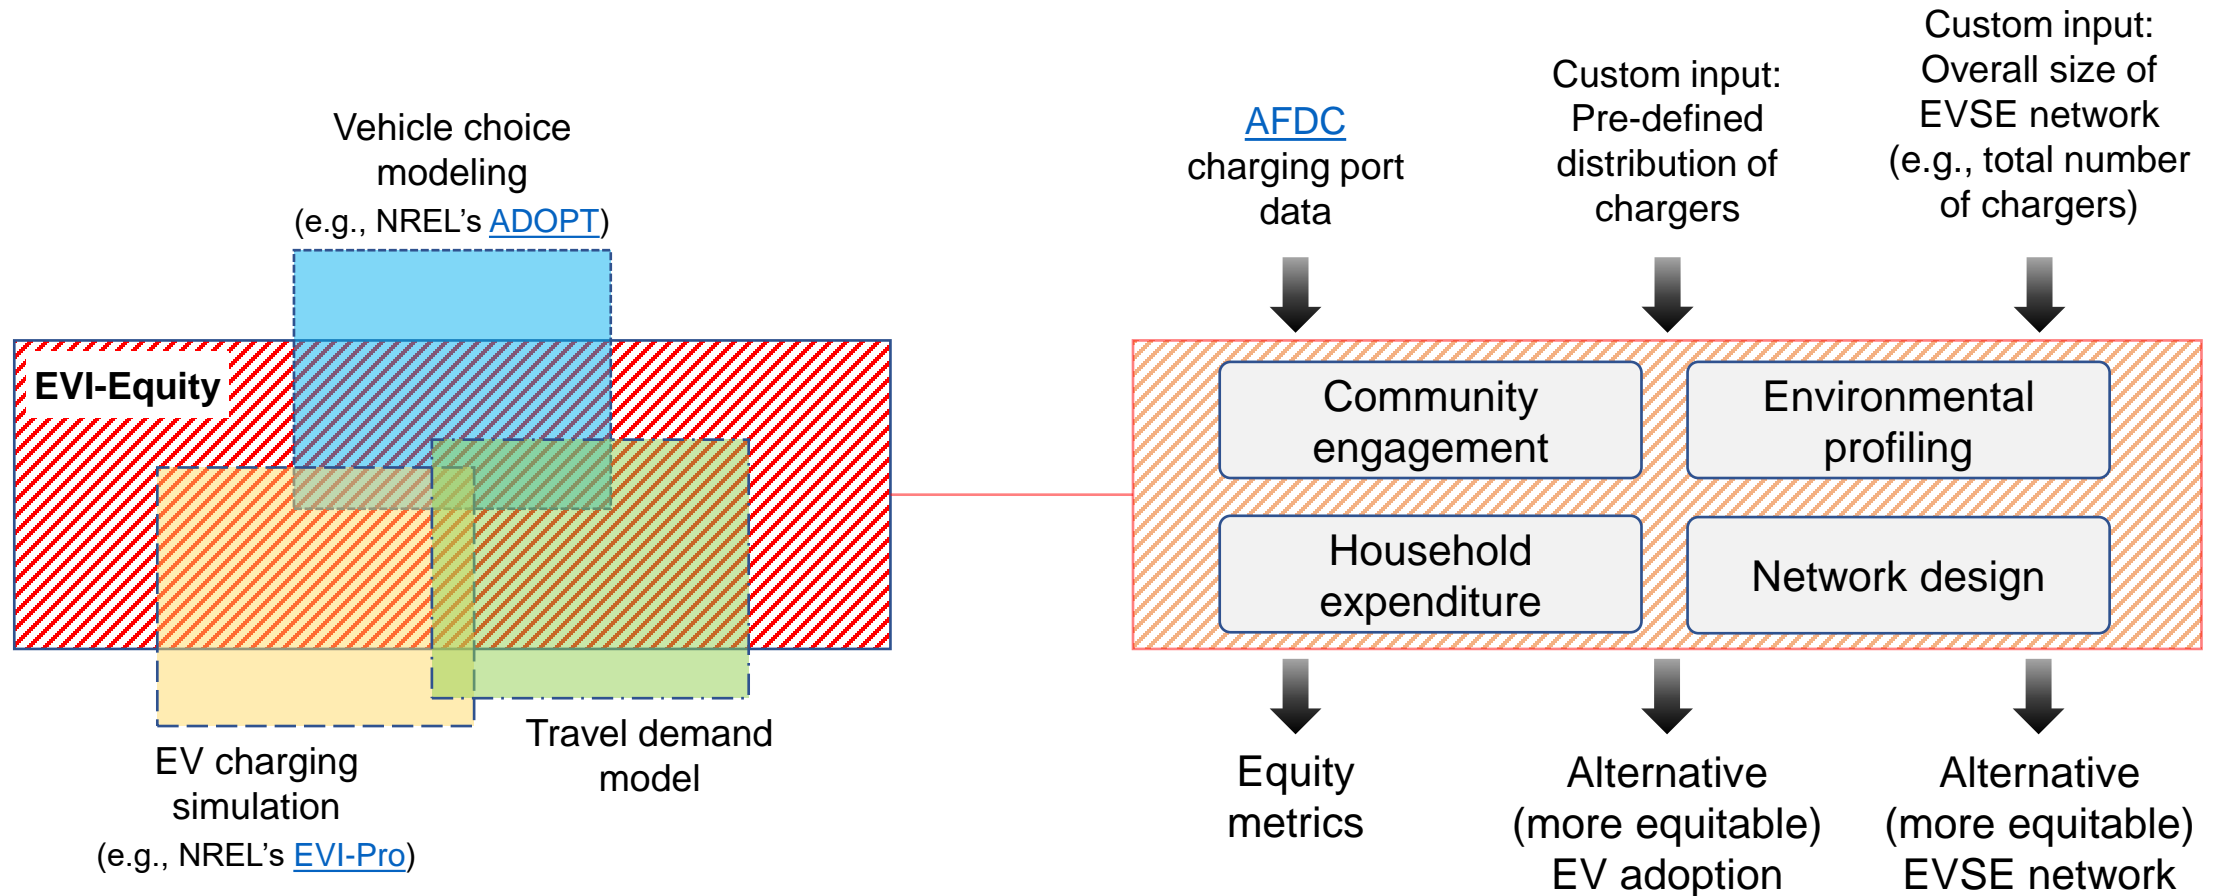 Vehicle choice
modeling
(e.g., NREL's ADOPT)
EVI-Equity
EV charging
simulation
(e.g., NREL's EVI-Pro)
Travel demand
model
AFDC
charging port
data
Custom input:
Pre-defined
distribution of
chargers
Custom input:
Overall size of
EVSE network
(e.g., total number
of chargers)
Community
engagement
Environmental
profiling
Household
expenditure
Network design
Equity
metrics
Alternative
(more equitable)
EV adoption
Alternative
(more equitable)
EVSE network